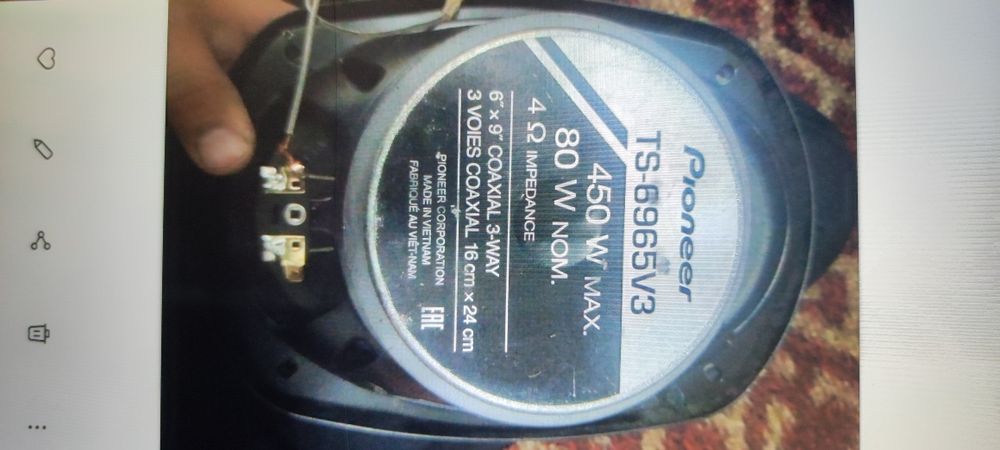 Pioneer
TS-6965V3
450 W MAX.
80 W NOM.
4 Ω IMPEDANCE
6" x 9" COAXIAL 3-WAY
3 VOIES COAXIAL 16 cm x 24 cm
PIONEER CORPORATION
MADE IN VIETNAM
FABRIQUÉ AU VIÊT-NAM
EAC